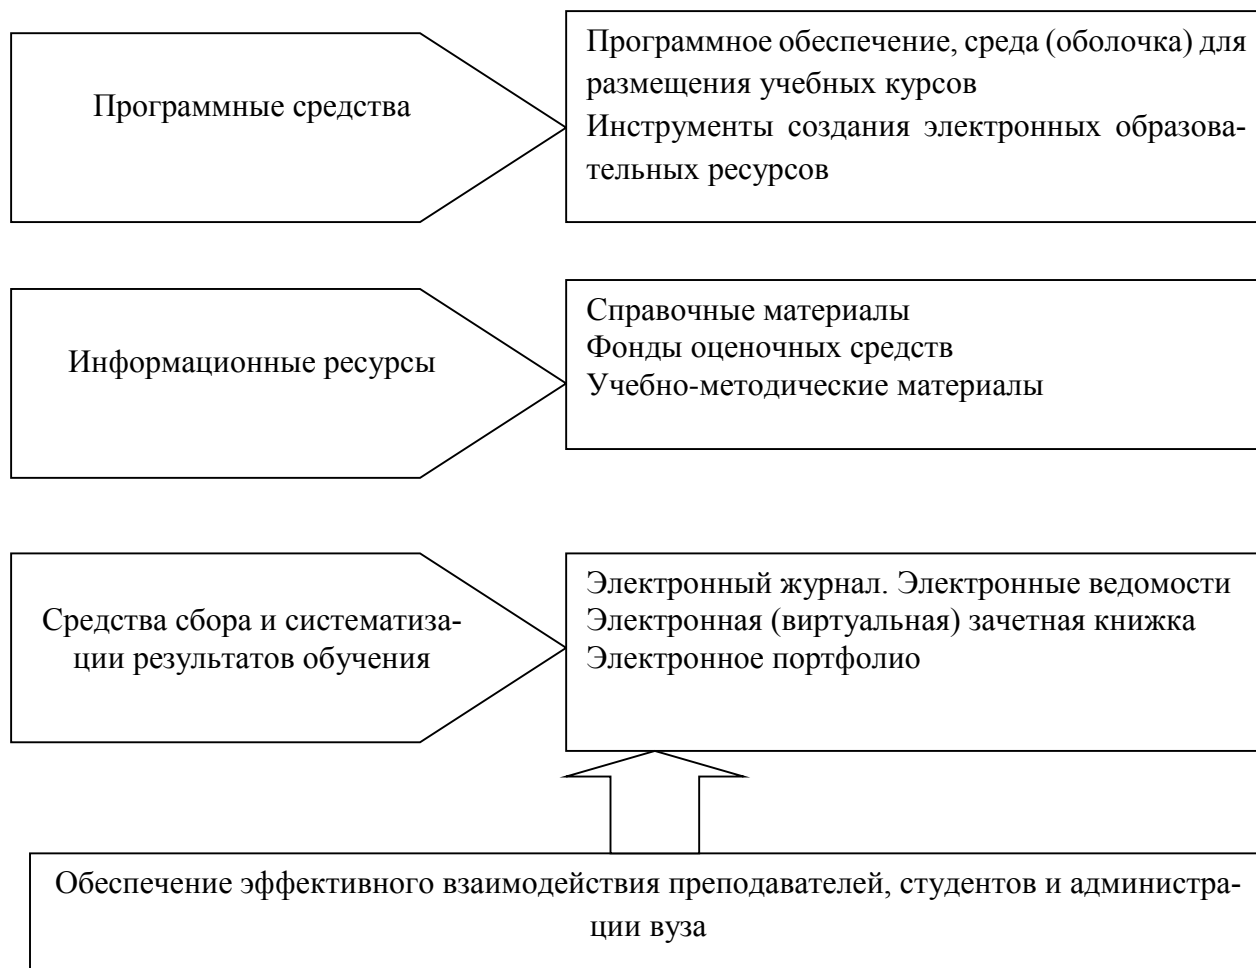 Программные средства
Программное обеспечение, среда (оболочка) для
размещения учебных курсов
Инструменты создания электронных образова-
тельных ресурсов
Информационные ресурсы
Справочные материалы
Фонды оценочных средств
Учебно-методические материалы
Средства сбора и систематиза-
ции результатов обучения
Электронный журнал. Электронные ведомости
Электронная (виртуальная) зачетная книжка
Электронное портфолио
Обеспечение эффективного взаимодействия преподавателей, студентов и администра-
ции вуза